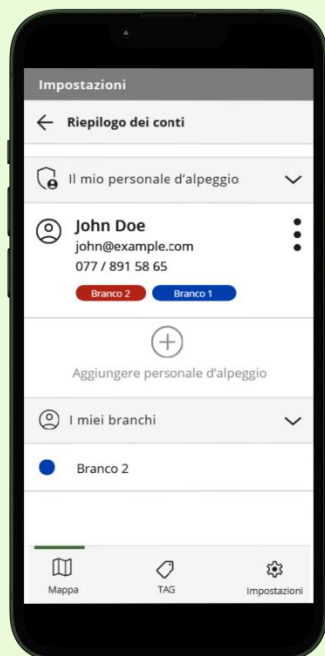 Impostazioni
Riepilogo dei conti
Il mio personale d'alpeggio
John Doe
john@example.com
077 / 891 58 65
Branco 2 Branco 1
Aggiungere personale d'alpeggio
I miei branchi
Branco 2
Mappa TAG Impostazioni